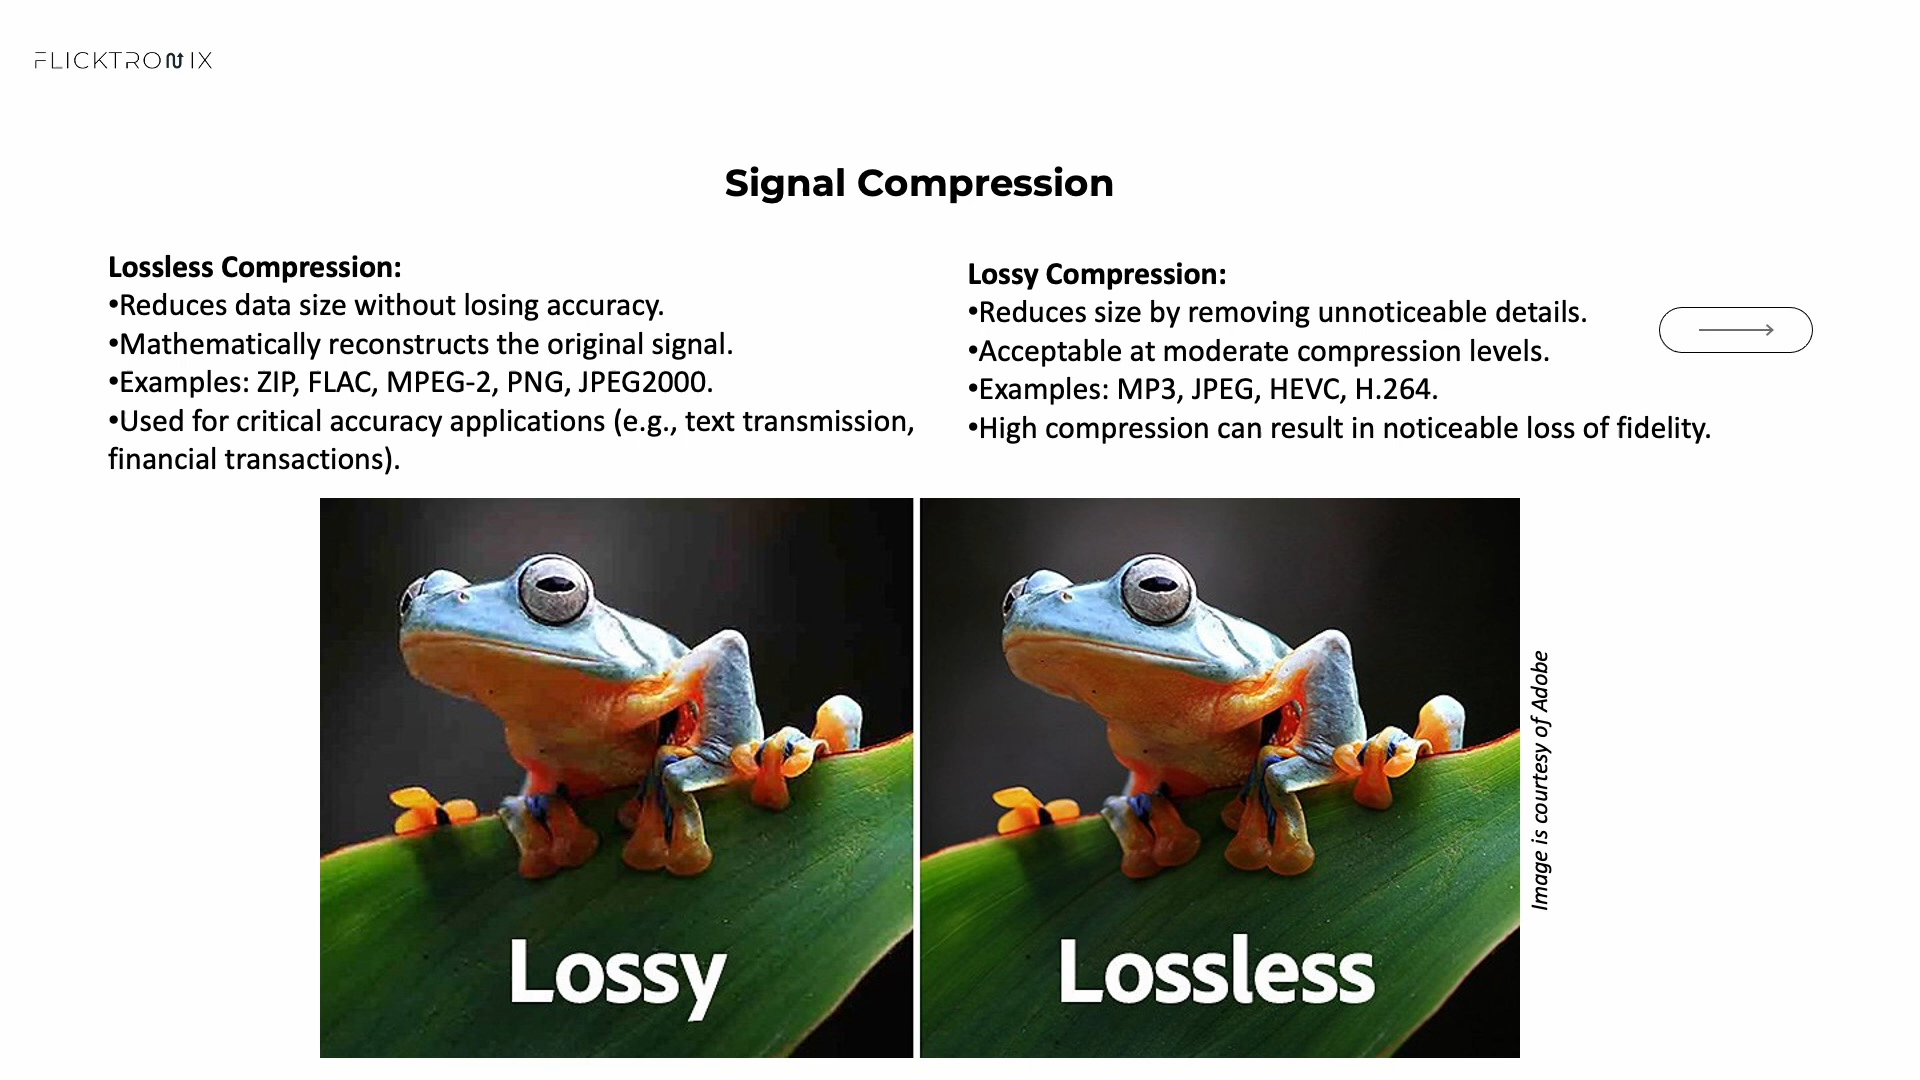 FLICKTRONIX
Signal Compression
Lossless Compression:
•Reduces data size without losing accuracy.
•Mathematically reconstructs the original signal.
•Examples: ZIP, FLAC, MPEG-2, PNG, JPEG2000.
•Used for critical accuracy applications (e.g., text transmission,
financial transactions).
Lossy Compression:
•Reduces size by removing unnoticeable details.
•Acceptable at moderate compression levels.
•Examples: MP3, JPEG, HEVC, H.264.
•High compression can result in noticeable loss of fidelity.
Lossy
Lossless
Image is courtesy of Adobe